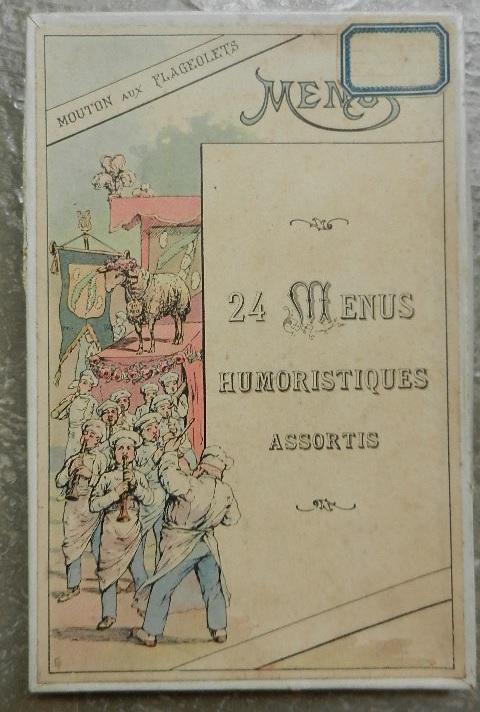 MOUTON AUX FLAGEOLETS
MENU
24 MENUS
HUMORISTIQUES
ASSORTIS